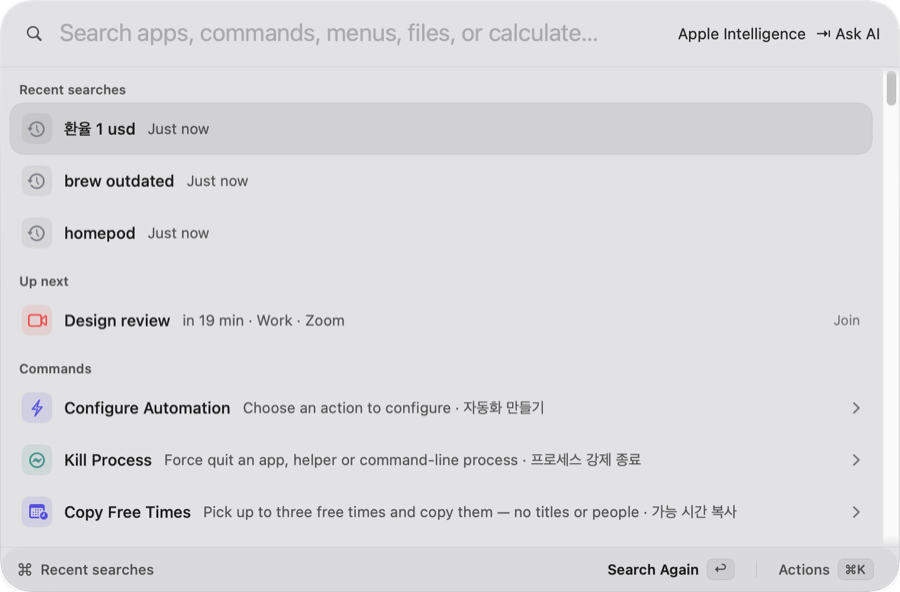 Search apps, commands, menus, files, or calculate...
Apple Intelligence ⇥ Ask AI
Recent searches
환율 1 usd Just now
brew outdated Just now
homepod Just now
Up next
Design review in 19 min · Work · Zoom Join
Commands
Configure Automation Choose an action to configure · 자동화 만들기
Kill Process Force quit an app, helper or command-line process · 프로세스 강제 종료
Copy Free Times Pick up to three free times and copy them — no titles or people · 가능 시간 복사
⌘ Recent searches Search Again ↩ Actions ⌘K